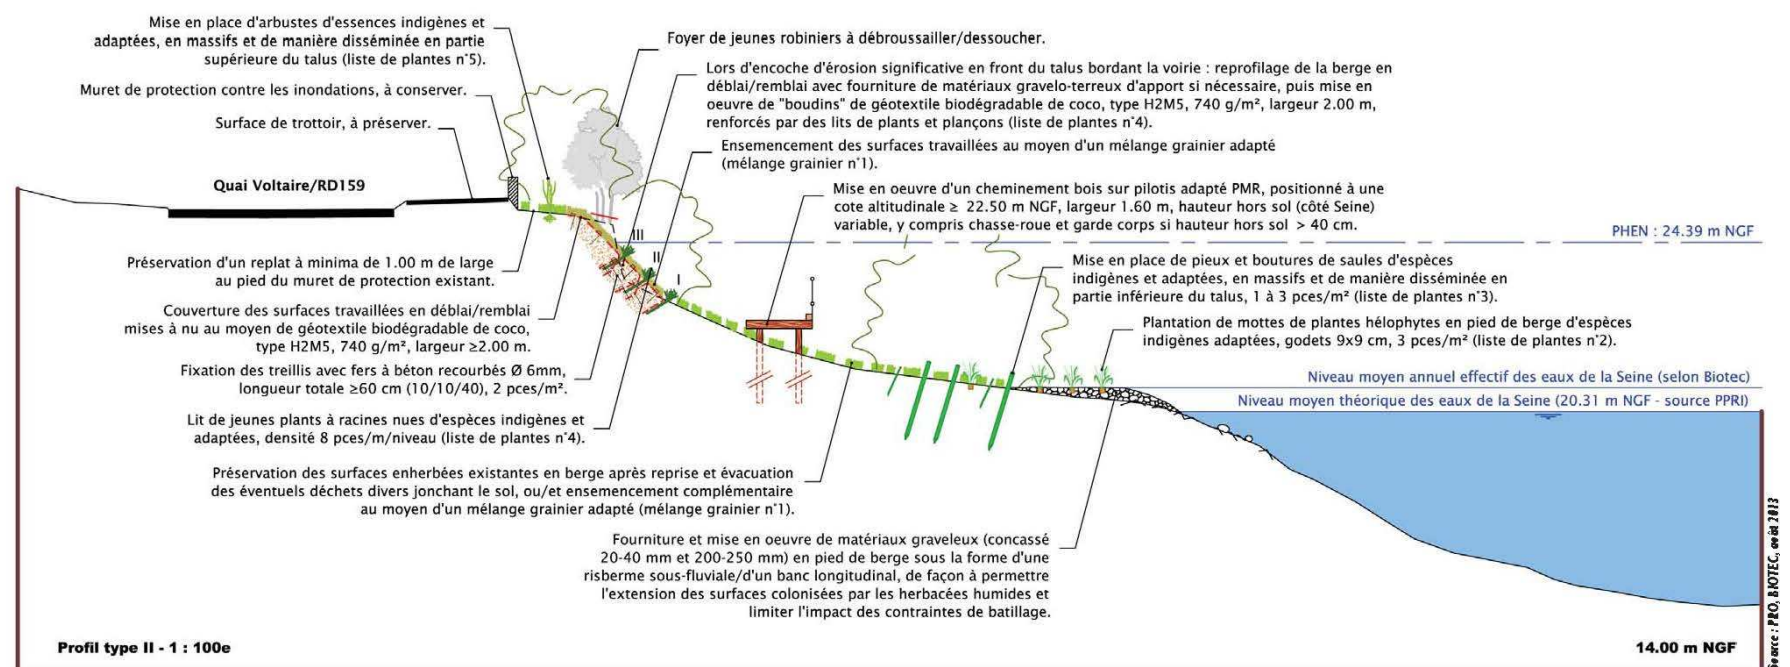 Mise en place d'arbustes d'essences indigènes et
adaptées, en massifs et de manière disséminée en partie
supérieure du talus (liste de plantes n°5).
Muret de protection contre les inondations, à conserver.
Surface de trottoir, à préserver.
Quai Voltaire/RD159
Préservation d'un replat à minima de 1.00 m de large
au pied du muret de protection existant.
Couverture des surfaces travaillées en déblai/remblai
mises à nu au moyen de géotextile biodégradable de coco,
type H2M5, 740 g/m², largeur ≥2.00 m.
Fixation des treillis avec fers à béton recourbés Ø 6mm,
longueur totale ≥60 cm (10/10/40), 2 pces/m².
Lit de jeunes plants à racines nues d'espèces indigènes et
adaptées, densité 8 pces/m/niveau (liste de plantes n°4).
Préservation des surfaces enherbées existantes en berge après reprise et évacuation
des éventuels déchets divers jonchant le sol, ou/et ensemencement complémentaire
au moyen d'un mélange grainier adapté (mélange grainier n°1).
Fourniture et mise en oeuvre de matériaux graveleux (concassé
20-40 mm et 200-250 mm) en pied de berge sous la forme d'une
risberme sous-fluviale/d'un banc longitudinal, de façon à permettre
l'extension des surfaces colonisées par les herbacées humides et
limiter l'impact des contraintes de batillage.
Foyer de jeunes robiniers à débroussailler/dessoucher.
Lors d'encoche d'érosion significative en front du talus bordant la voirie : reprofilage de la berge en
déblai/remblai avec fourniture de matériaux gravelo-terreux d'apport si nécessaire, puis mise en
oeuvre de "boudins" de géotextile biodégradable de coco, type H2M5, 740 g/m², largeur 2.00 m,
renforcés par des lits de plants et plançons (liste de plantes n°4).
Ensemencement des surfaces travaillées au moyen d'un mélange grainier adapté
(mélange grainier n°1).
Mise en oeuvre d'un cheminement bois sur pilotis adapté PMR, positionné à une
cote altitudinale ≥ 22.50 m NGF, largeur 1.60 m, hauteur hors sol (côté Seine)
variable, y compris chasse-roue et garde corps si hauteur hors sol > 40 cm.
III
II
I
PHEN : 24.39 m NGF
Mise en place de pieux et boutures de saules d'espèces
indigènes et adaptées, en massifs et de manière disséminée en
partie inférieure du talus, 1 à 3 pces/m² (liste de plantes n°3).
Plantation de mottes de plantes hélophytes en pied de berge d'espèces
indigènes adaptées, godets 9x9 cm, 3 pces/m² (liste de plantes n°2).
Niveau moyen annuel effectif des eaux de la Seine (selon Biotec)
Niveau moyen théorique des eaux de la Seine (20.31 m NGF - source PPRI)
Profil type II - 1 : 100e
14.00 m NGF
Source : PRO, BIOTEC, août 2013